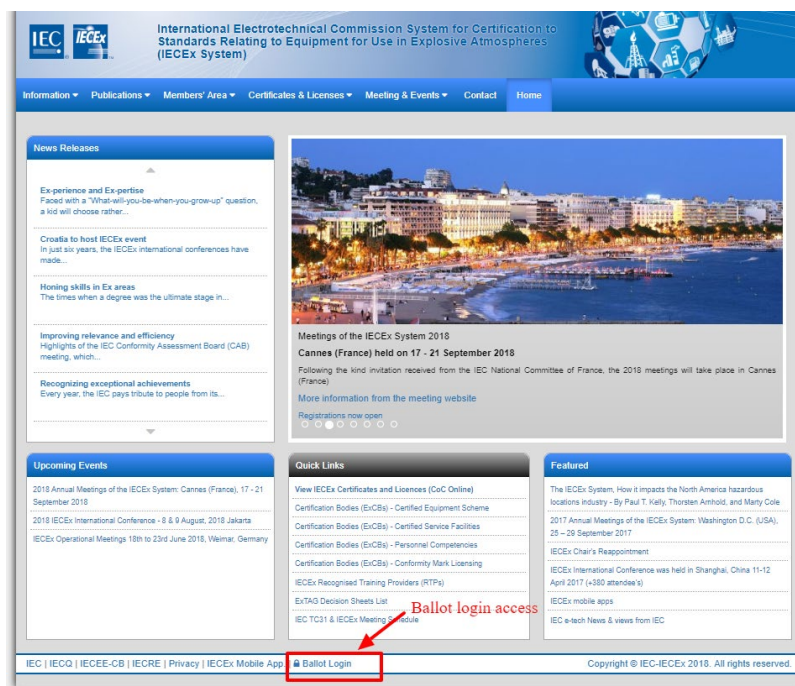 IEC IECEx
International Electrotechnical Commission System for Certification to
Standards Relating to Equipment for Use in Explosive Atmospheres
(IECEx System)
Information Publications Members' Area Certificates & Licenses Meeting & Events Contact Home
News Releases
Ex-perience and Ex-pertise
Faced with a "What-will-you-be-when-you-grow-up" question,
a kid will choose rather...
Croatia to host IECEx event
In just six years, the IECEx international conferences have
made...
Honing skills in Ex areas
The times when a degree was the ultimate stage in...
Improving relevance and efficiency
Highlights of the IEC Conformity Assessment Board (CAB)
meeting, which...
Recognizing exceptional achievements
Every year, the IEC pays tribute to people from its...
Meetings of the IECEx System 2018
Cannes (France) held on 17 - 21 September 2018
Following the kind invitation received from the IEC National Committee of France, the 2018 meetings will take place in Cannes
(France)
More information from the meeting website
Registrations now open
Upcoming Events
2018 Annual Meetings of the IECEx System: Cannes (France), 17 - 21
September 2018
2018 IECEx International Conference - 8 & 9 August, 2018 Jakarta
IECEx Operational Meetings 18th to 23rd June 2018, Weimar, Germany
Quick Links
View IECEx Certificates and Licences (CoC Online)
Certification Bodies (ExCBs) - Certified Equipment Scheme
Certification Bodies (ExCBs) - Certified Service Facilities
Certification Bodies (ExCBs) - Personnel Competencies
Certification Bodies (ExCBs) - Conformity Mark Licensing
IECEx Recognised Training Providers (RTPs)
ExTAG Decision Sheets List
IEC TC31 & IECEx Meeting Schedule
Featured
The IECEx System, How it impacts the North America hazardous
locations industry - By Paul T. Kelly, Thorsten Arnhold, and Marty Cole
2017 Annual Meetings of the IECEx System: Washington D.C. (USA),
25 – 29 September 2017
IECEx Chair's Reappointment
IECEx International Conference was held in Shanghai, China 11-12
April 2017 (+380 attendee's)
IECEx mobile apps
IEC e-tech News & views from IEC
Ballot login access
IEC | IECQ | IECEE-CB | IECRE | Privacy | IECEx Mobile App. | Ballot Login
Copyright © IEC-IECEx 2018. All rights reserved.